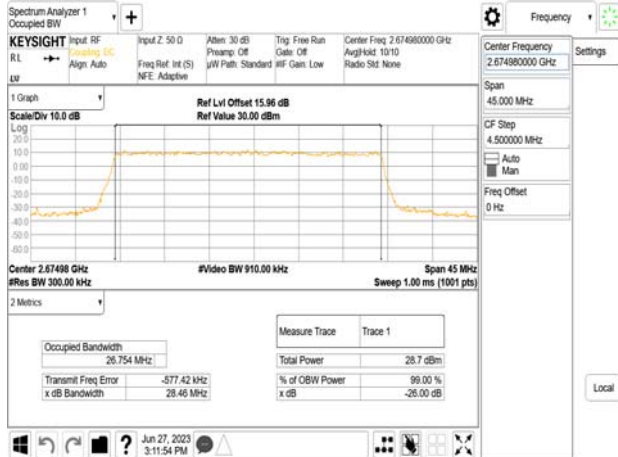 Spectrum Analyzer 1
Occupied BW
+
Frequency
KEYSIGHT
RL
Input: RF
Coupling: DC
Align: Auto
Input Z: 50 Ω
Freq Ref: Int (S)
NFE: Adaptive
Atten: 30 dB
Preamp: Off
µW Path: Standard
Trig: Free Run
Gate: Off
#IF Gain: Low
Center Freq: 2.674980000 GHz
Avg|Hold: 10/10
Radio Std: None
1 Graph
Scale/Div 10.0 dB
Ref Lvl Offset 15.96 dB
Ref Value 30.00 dBm
Log
20.0
10.0
0.00
-10.0
-20.0
-30.0
-40.0
-50.0
-60.0
Center 2.67498 GHz
#Video BW 910.00 kHz
Span 45 MHz
#Res BW 300.00 kHz
Sweep 1.00 ms (1001 pts)
2 Metrics
Occupied Bandwidth
26.754 MHz
Transmit Freq Error -577.42 kHz
x dB Bandwidth 28.46 MHz
Measure Trace Trace 1
Total Power 28.7 dBm
% of OBW Power 99.00 %
x dB -26.00 dB
Center Frequency
2.674980000 GHz
Settings
Span
45.000 MHz
CF Step
4.500000 MHz
Auto
Man
Freq Offset
0 Hz
Local
?
Jun 27, 2023
3:11:54 PM